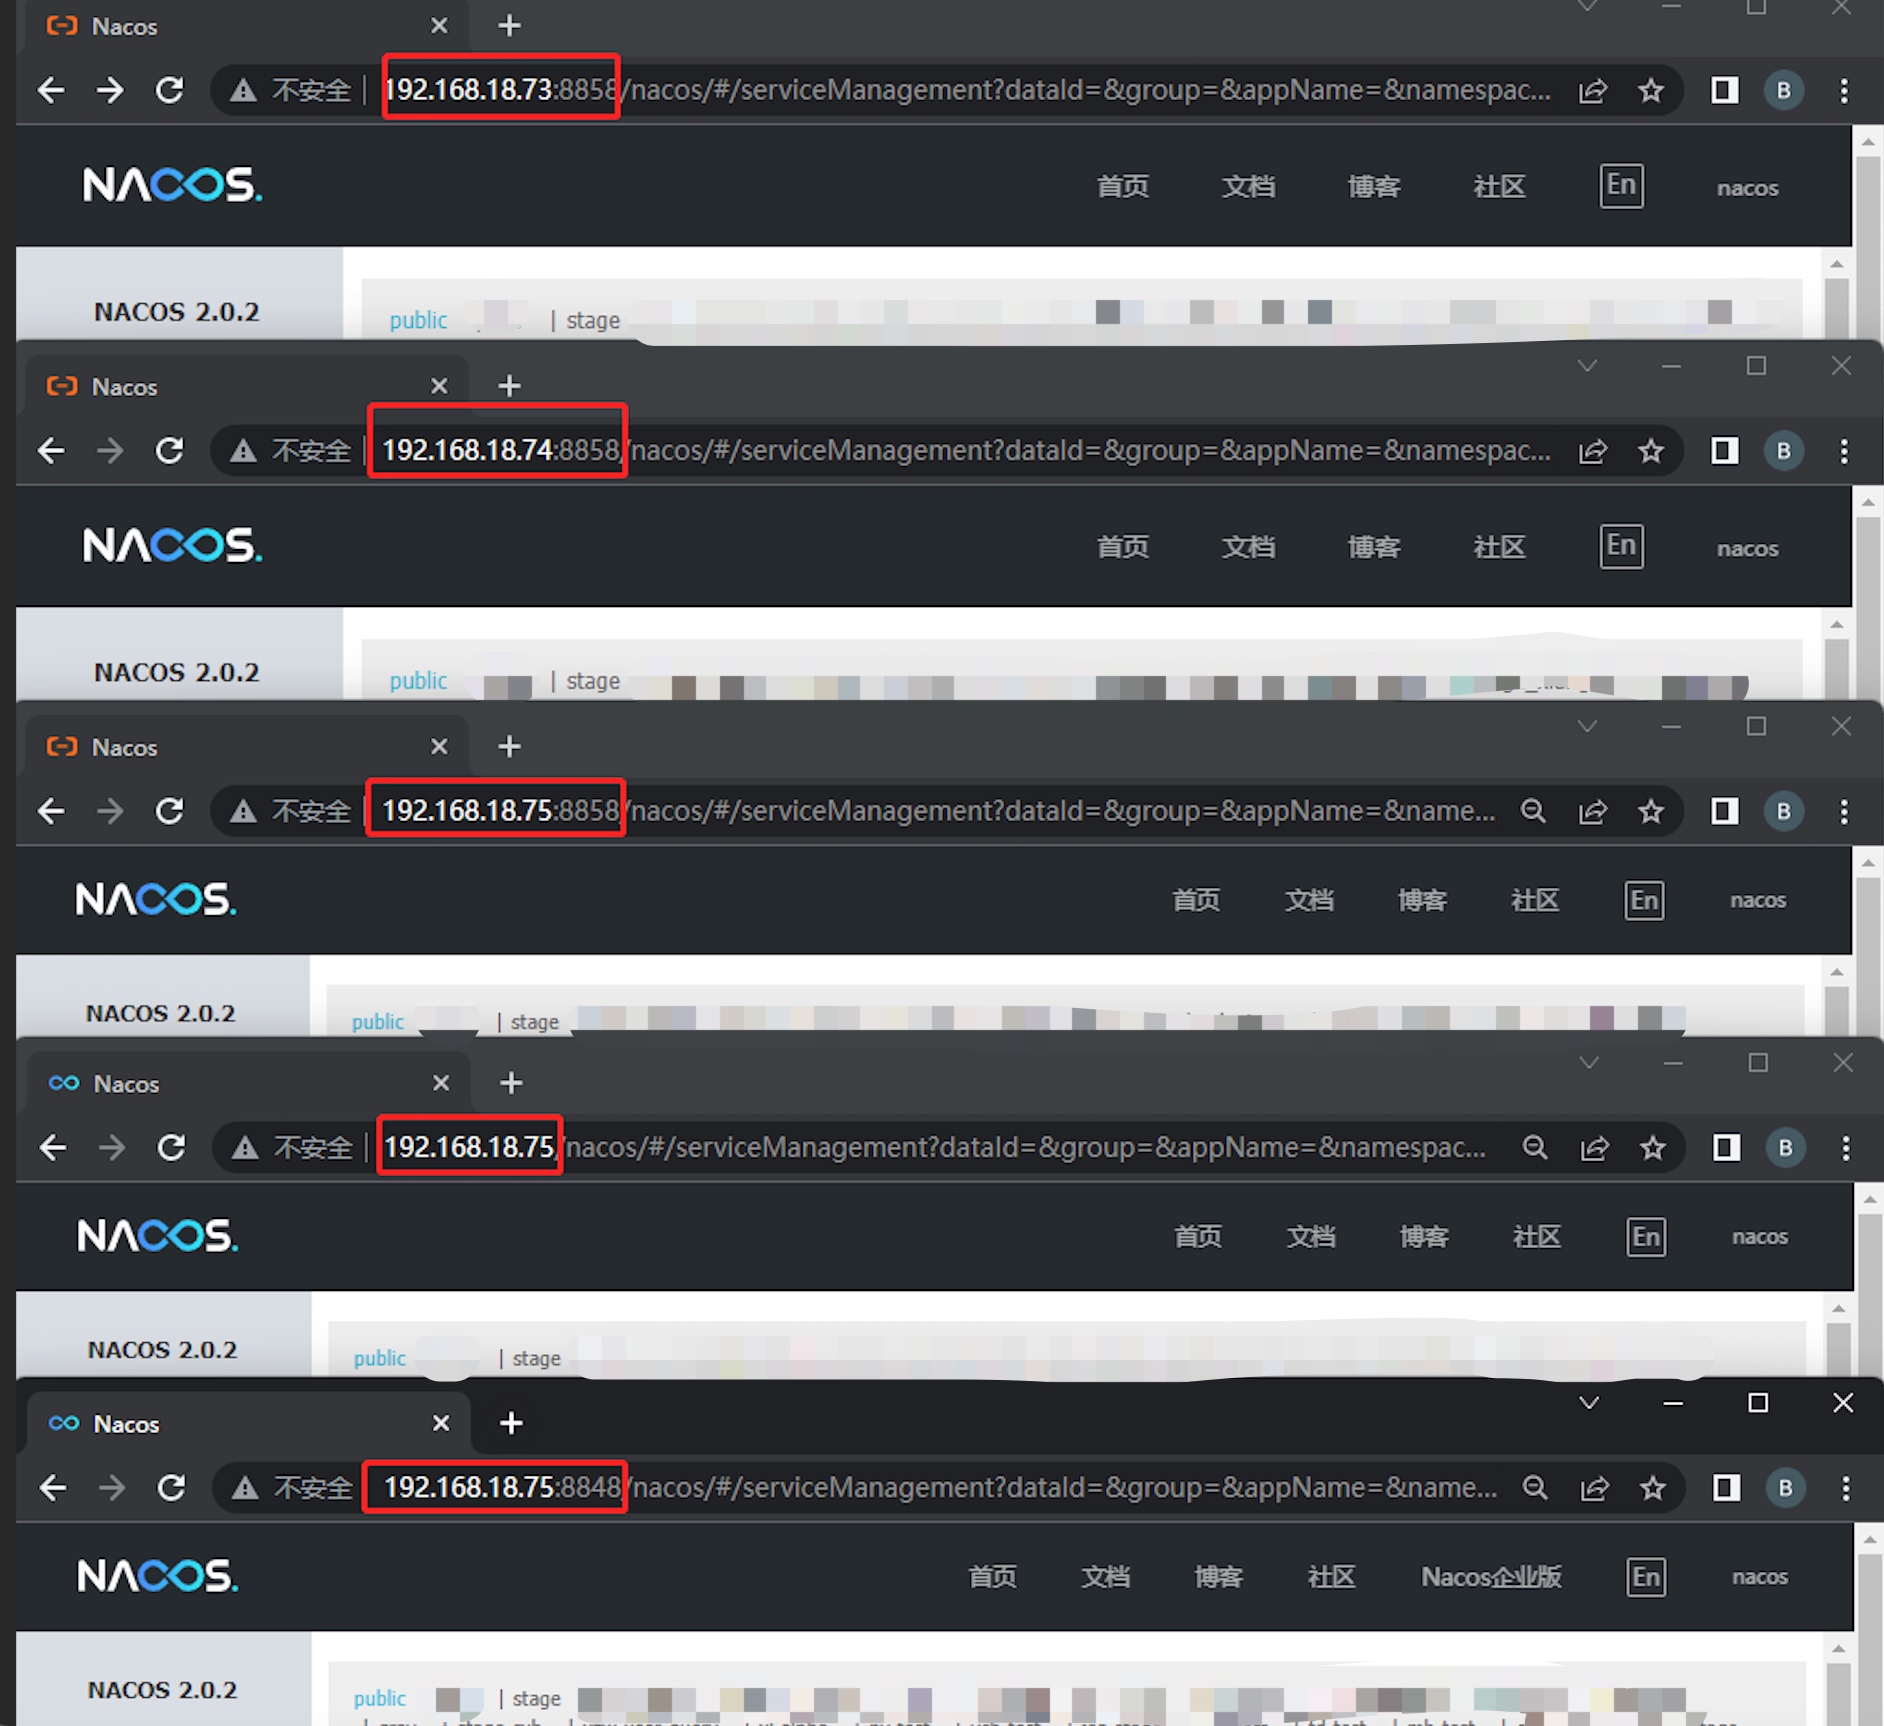 Nacos
不安全 192.168.18.73:8858/nacos/#/serviceManagement?dataId=&group=&appName=&namespac... B
NACOS. 首页 文档 博客 社区 En nacos
NACOS 2.0.2
public | stage
Nacos
不安全 192.168.18.74:8858/nacos/#/serviceManagement?dataId=&group=&appName=&namespac... B
NACOS. 首页 文档 博客 社区 En nacos
NACOS 2.0.2
public | stage
Nacos
不安全 192.168.18.75:8858/nacos/#/serviceManagement?dataId=&group=&appName=&name... B
NACOS. 首页 文档 博客 社区 En nacos
NACOS 2.0.2
public | stage
Nacos
不安全 192.168.18.75/nacos/#/serviceManagement?dataId=&group=&appName=&namespac... B
NACOS. 首页 文档 博客 社区 En nacos
NACOS 2.0.2
public | stage
Nacos
不安全 192.168.18.75:8848/nacos/#/serviceManagement?dataId=&group=&appName=&name... B
NACOS. 首页 文档 博客 社区 Nacos企业版 En nacos
NACOS 2.0.2
public | stage